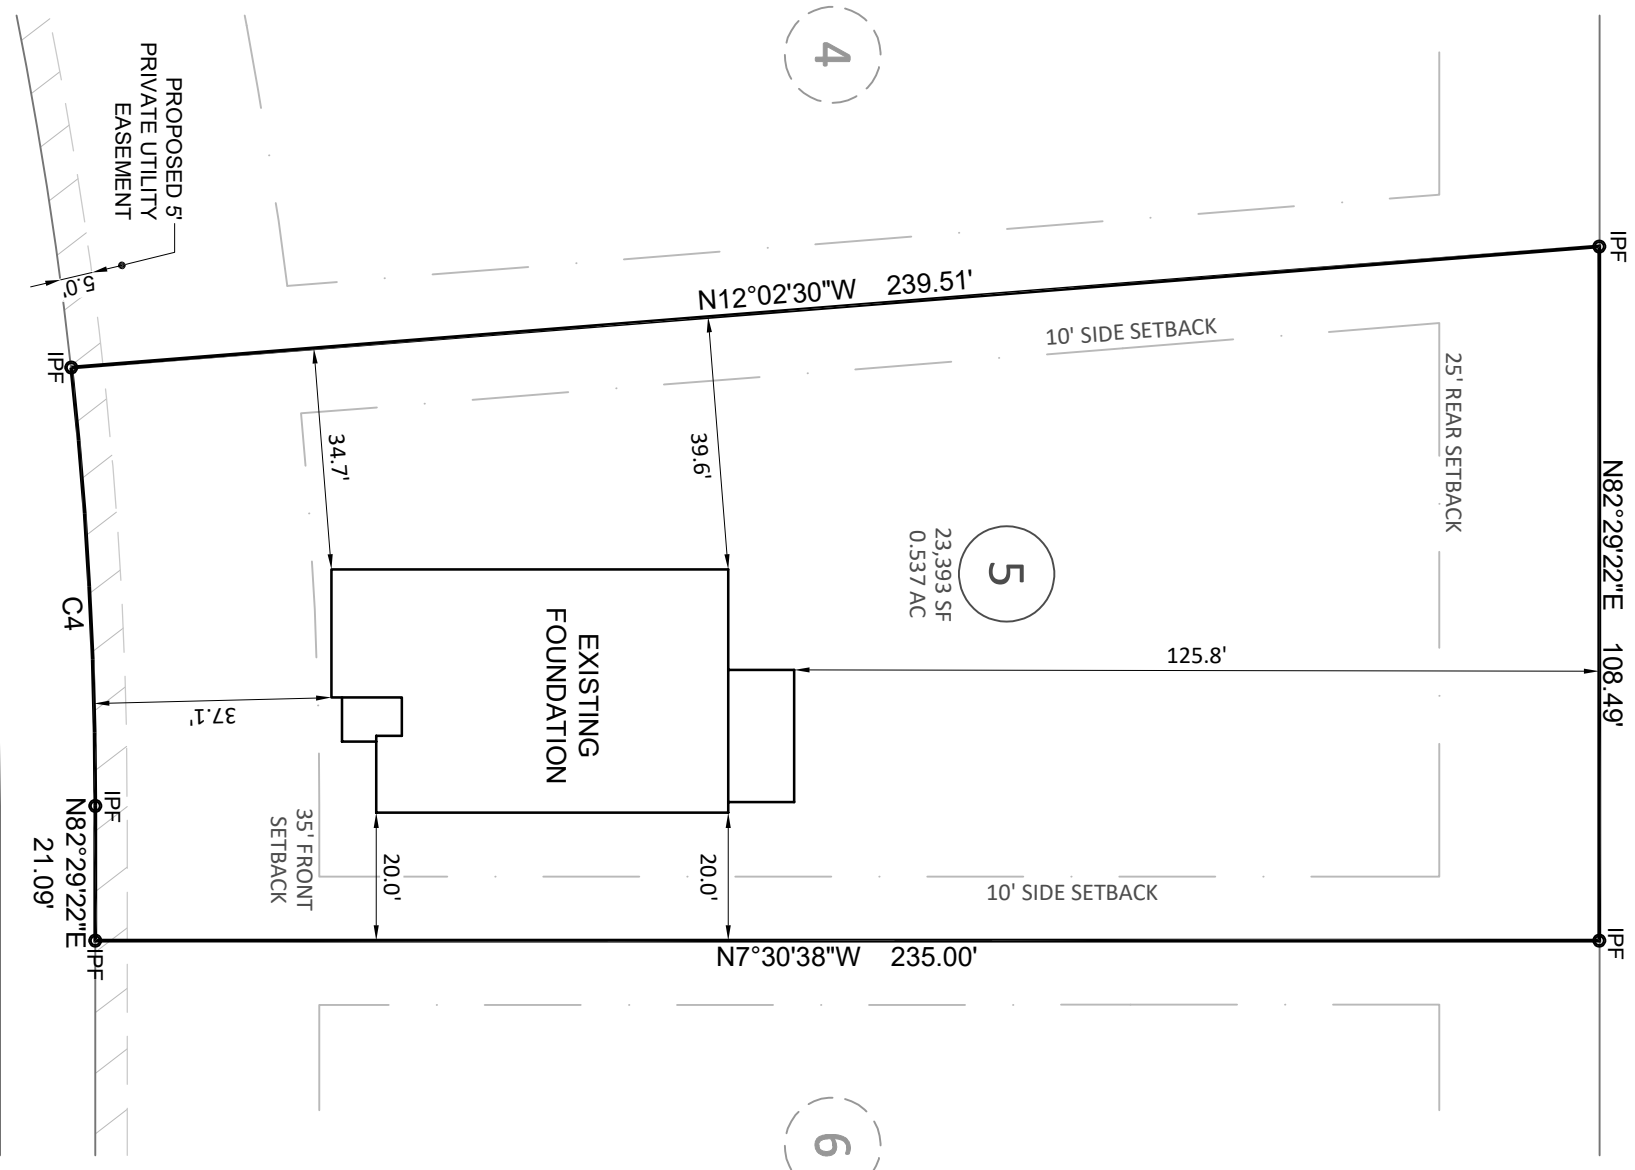 4
PROPOSED 5'
PRIVATE UTILITY
EASEMENT
5.0'
IPF
N12°02'30"W 239.51'
10' SIDE SETBACK
IPF
25' REAR SETBACK
N82°29'22"E 108.49'
34.7'
39.6'
5
23,393 SF
0.537 AC
C4
EXISTING
FOUNDATION
125.8'
37.1'
IPF
N82°29'22"E
21.09'
IPF
35' FRONT
SETBACK
20.0'
20.0'
10' SIDE SETBACK
N7°30'38"W 235.00'
IPF
6